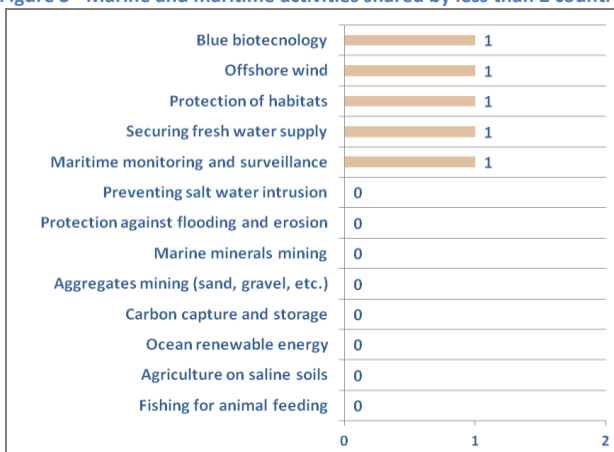 Blue biotecnology 1
Offshore wind 1
Protection of habitats 1
Securing fresh water supply 1
Maritime monitoring and surveillance 1
Preventing salt water intrusion 0
Protection against flooding and erosion 0
Marine minerals mining 0
Aggregates mining (sand, gravel, etc.) 0
Carbon capture and storage 0
Ocean renewable energy 0
Agriculture on saline soils 0
Fishing for animal feeding 0
0 1 2